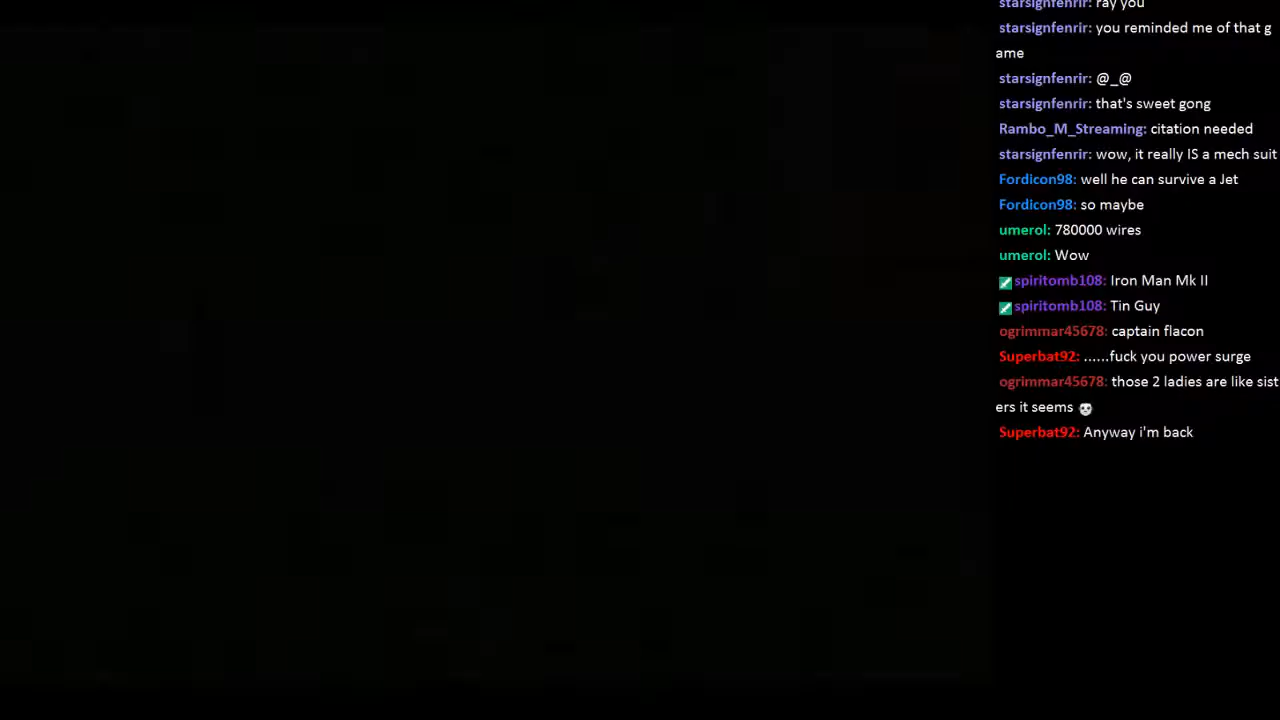 starsignfenrir: ray you
starsignfenrir: you reminded me of that g
ame
starsignfenrir: @_@
starsignfenrir: that's sweet gong
Rambo_M_Streaming: citation needed
starsignfenrir: wow, it really IS a mech suit
Fordicon98: well he can survive a Jet
Fordicon98: so maybe
umerol: 780000 wires
umerol: Wow
spiritomb108: Iron Man Mk II
spiritomb108: Tin Guy
ogrimmar45678: captain flacon
Superbat92: ......fuck you power surge
ogrimmar45678: those 2 ladies are like sist
ers it seems
Superbat92: Anyway i'm back